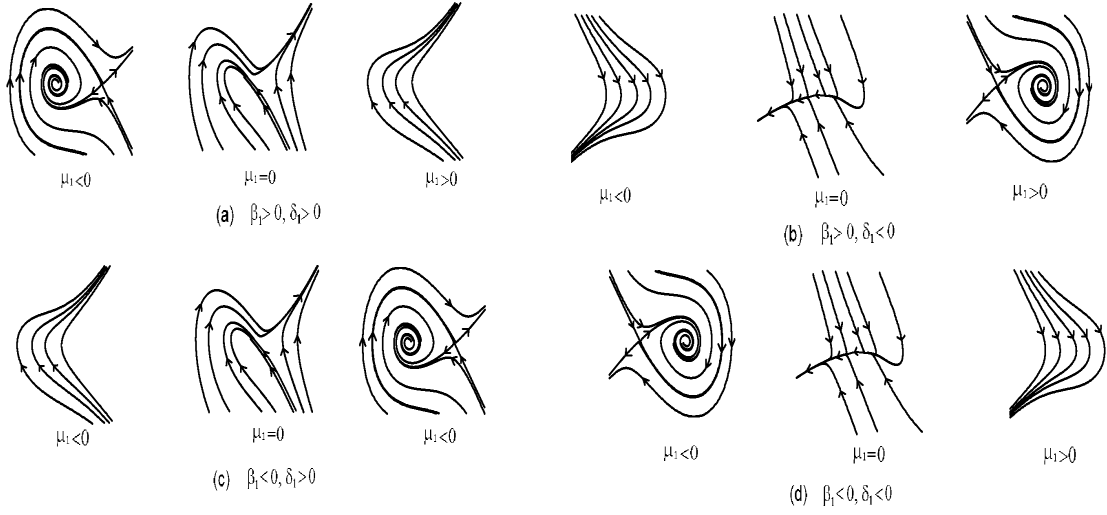 μ₁<0 μ₁=0 μ₁>0
(a) β₁>0, δ₁>0
μ₁<0 μ₁=0 μ₁>0
(b) β₁>0, δ₁<0
μ₁<0 μ₁=0 μ₁<0
(c) β₁<0, δ₁>0
μ₁<0 μ₁=0 μ₁>0
(d) β₁<0, δ₁<0